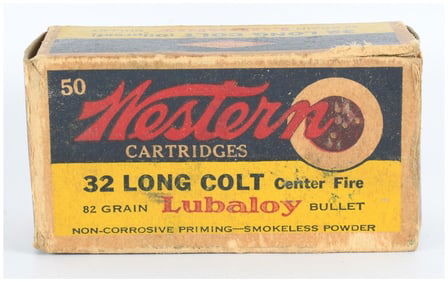 50
Western
CARTRIDGES
32 LONG COLT Center Fire
82 GRAIN Lubaloy BULLET
NON-CORROSIVE PRIMING—SMOKELESS POWDER